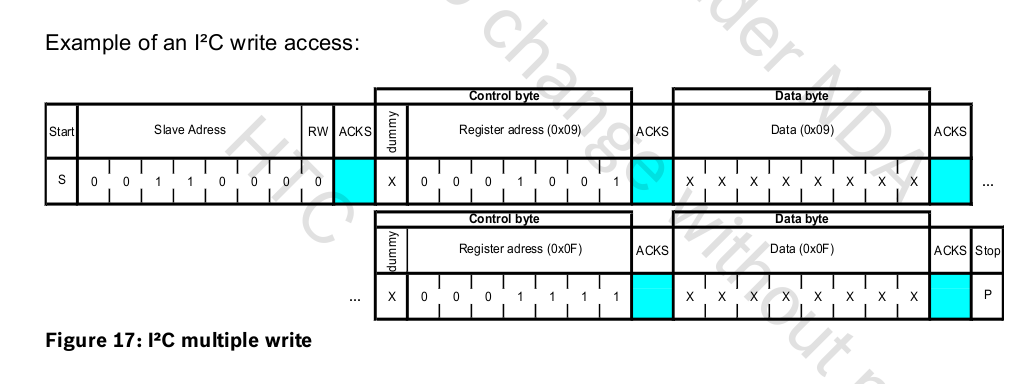 Example of an I²C write access:
Control byte Data byte
Start Slave Adress RW ACKS dummy Register adress (0x09) ACKS Data (0x09) ACKS
S 0 0 1 1 0 0 0 0 X 0 0 0 1 0 0 1 X X X X X X X X ...
Control byte Data byte
dummy Register adress (0x0F) ACKS Data (0x0F) ACKS Stop
... X 0 0 0 1 1 1 1 X X X X X X X X P
Figure 17: I²C multiple write
HTC
change without
NDA